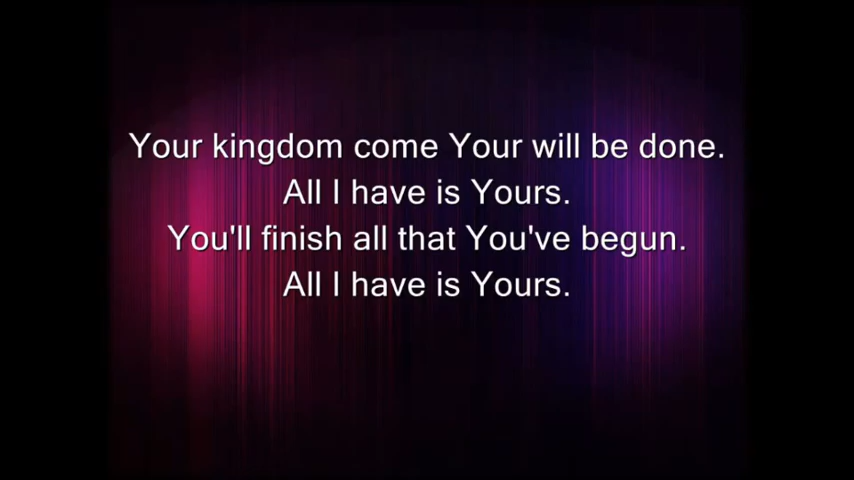 Your kingdom come Your will be done.
All I have is Yours.
You'll finish all that You've begun.
All I have is Yours.